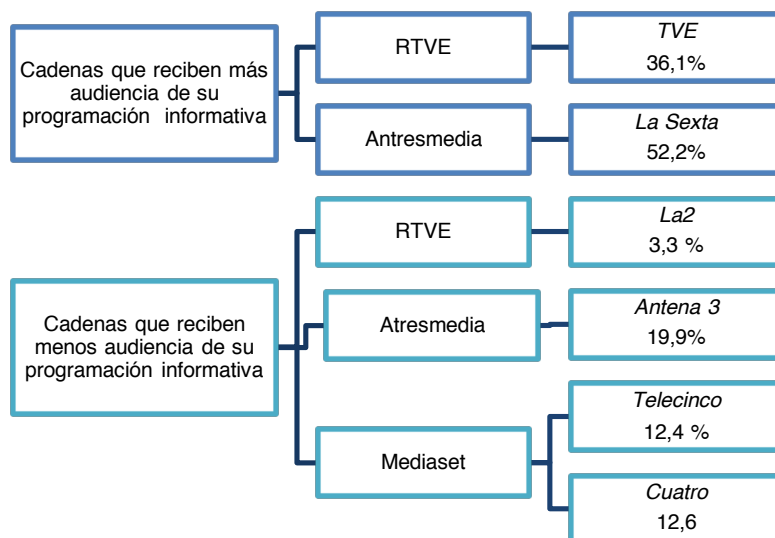 Cadenas que reciben más
audiencia de su
programación informativa
RTVE
TVE
36,1%
Antresmedia
La Sexta
52,2%
Cadenas que reciben
menos audiencia de su
programación informativa
RTVE
La2
3,3 %
Atresmedia
Antena 3
19,9%
Mediaset
Telecinco
12,4 %
Cuatro
12,6